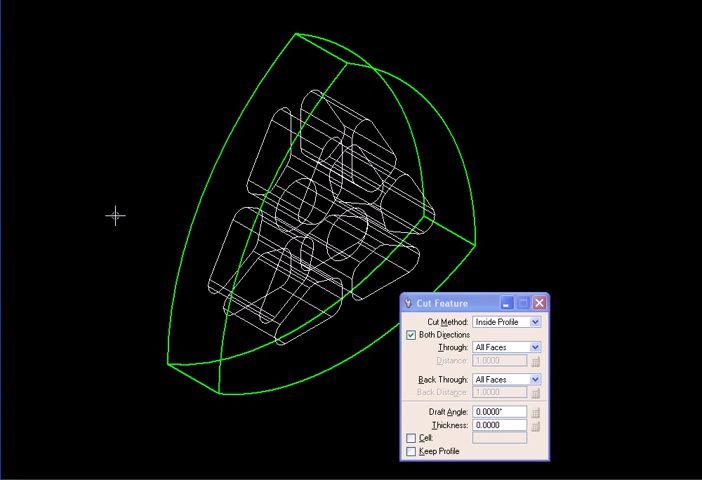 Cut Feature
Cut Method: Inside Profile
Both Directions
Through: All Faces
Distance: 1.0000
Back Through: All Faces
Back Distance: 1.0000
Draft Angle: 0.0000°
Thickness: 0.0000
Cell:
Keep Profile